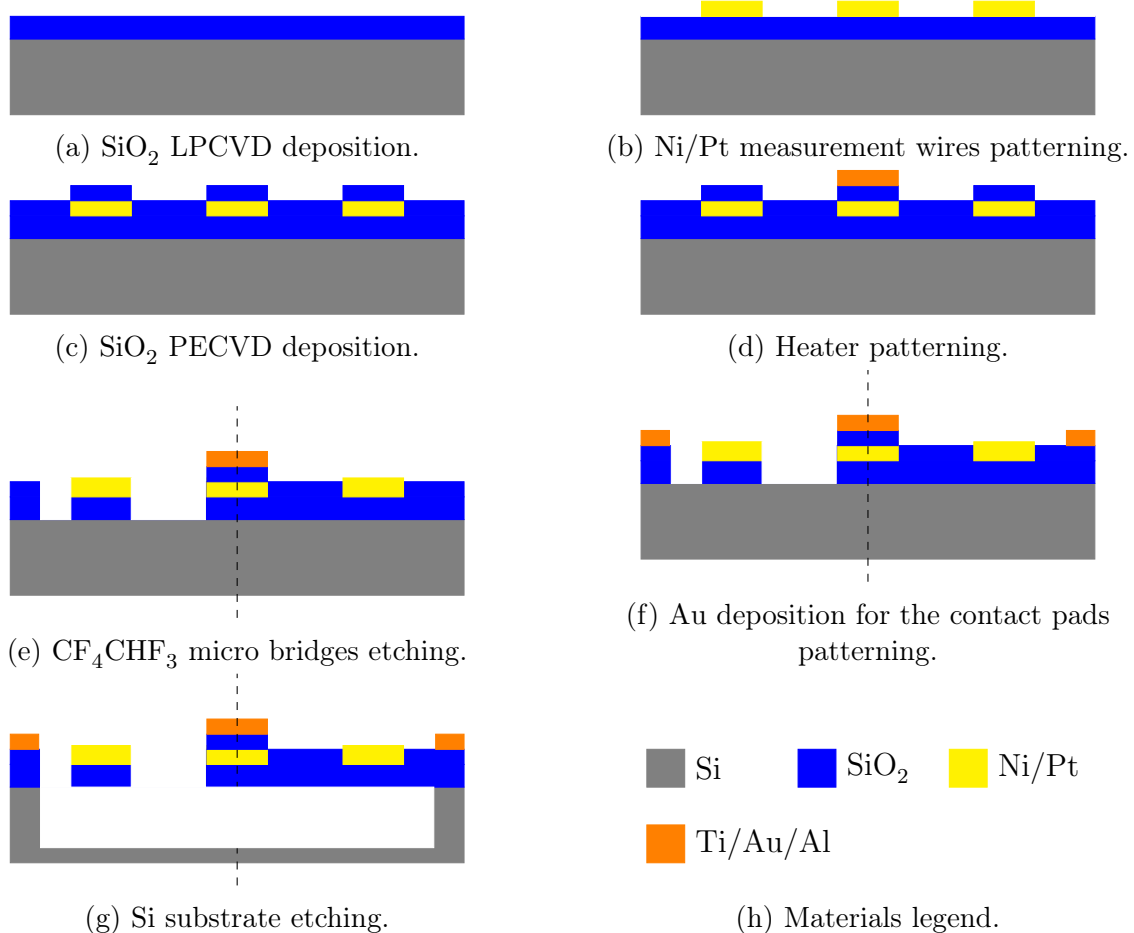 (a) SiO₂ LPCVD deposition.
(b) Ni/Pt measurement wires patterning.
(c) SiO₂ PECVD deposition.
(d) Heater patterning.
(e) CF₄CHF₃ micro bridges etching.
(f) Au deposition for the contact pads
patterning.
(g) Si substrate etching.
Si
SiO₂
Ni/Pt
Ti/Au/Al
(h) Materials legend.